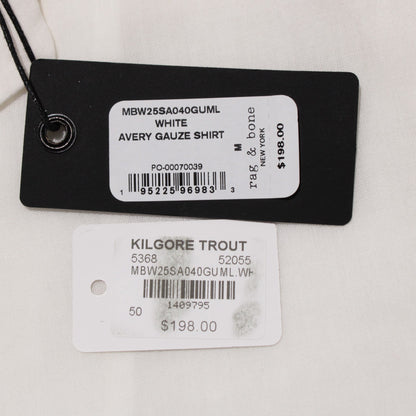 MBW25SA040GUML
WHITE
AVERY GAUZE SHIRT
M
rag & bone
NEW YORK
$198.00
PO-00070039
1 95225 96983 3
KILGORE TROUT
5368 52055
MBW25SA040GUML.WH
1409795
50
$198.00